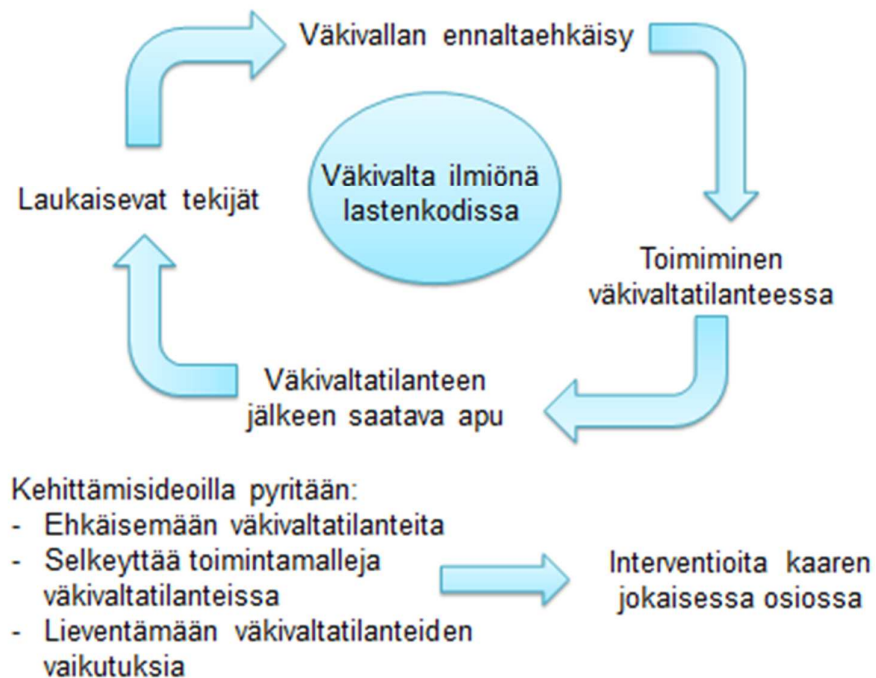 Väkivallan ennaltaehkäisy
Väkivalta ilmiönä
lastenkodissa
Laukaisevat tekijät
Toimiminen
väkivaltatilanteessa
Väkivaltatilanteen
jälkeen saatava apu
Kehittämisideoilla pyritään:
- Ehkäisemään väkivaltatilanteita
- Selkeyttää toimintamalleja
väkivaltatilanteissa
- Lieventämään väkivaltatilanteiden
vaikutuksia
Interventioita kaaren
jokaisessa osiossa